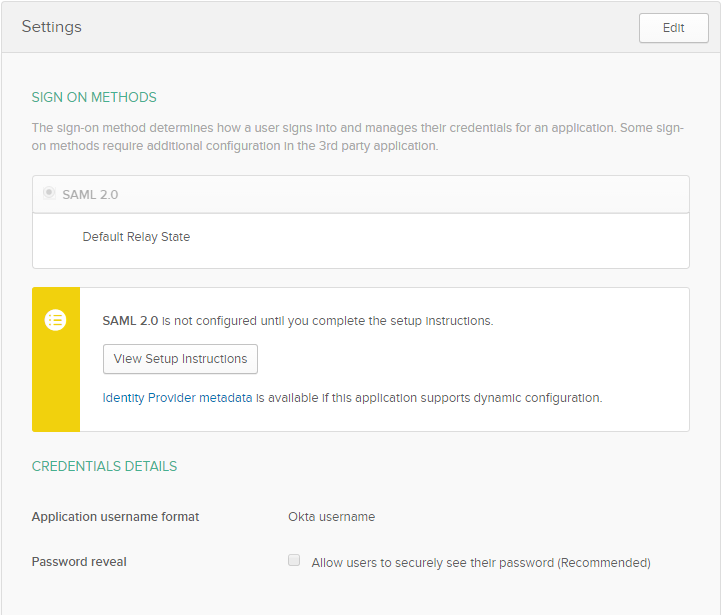 Settings
Edit
SIGN ON METHODS
The sign-on method determines how a user signs into and manages their credentials for an application. Some sign-
on methods require additional configuration in the 3rd party application.
SAML 2.0
Default Relay State
SAML 2.0 is not configured until you complete the setup instructions.
View Setup Instructions
Identity Provider metadata is available if this application supports dynamic configuration.
CREDENTIALS DETAILS
Application username format
Okta username
Password reveal
Allow users to securely see their password (Recommended)